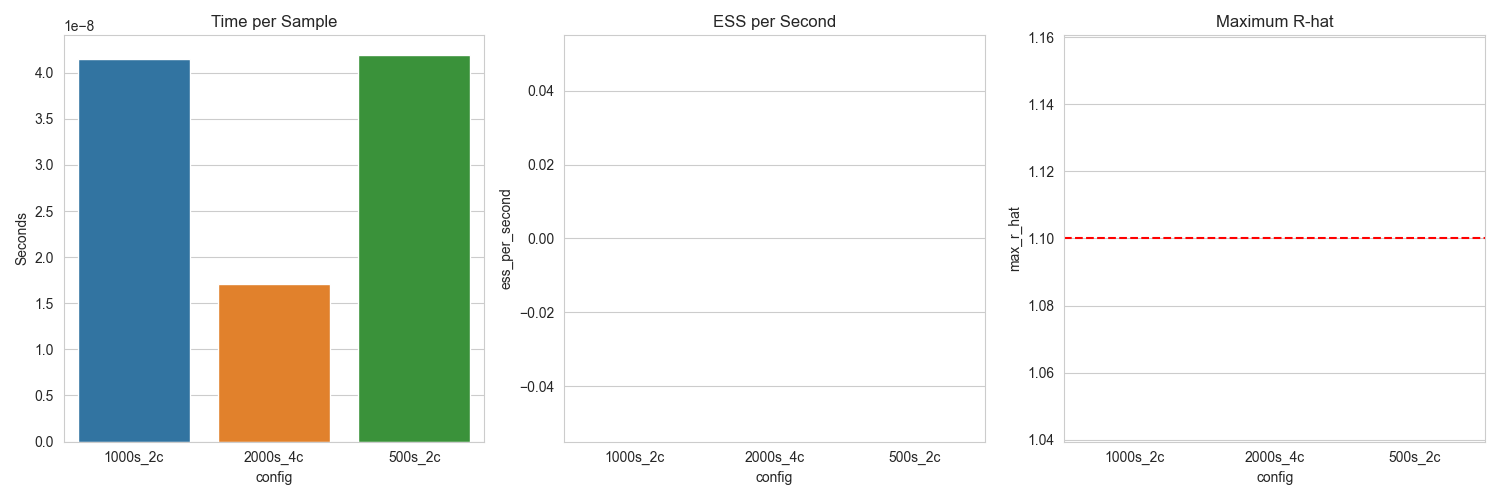 Time per Sample
1e−8
4.0
3.5
3.0
2.5
2.0
1.5
1.0
0.5
0.0
Seconds
1000s_2c
2000s_4c
500s_2c
config
ESS per Second
0.04
0.02
0.00
−0.02
−0.04
ess_per_second
1000s_2c
2000s_4c
500s_2c
config
Maximum R-hat
1.16
1.14
1.12
1.10
1.08
1.06
1.04
max_r_hat
1000s_2c
2000s_4c
500s_2c
config